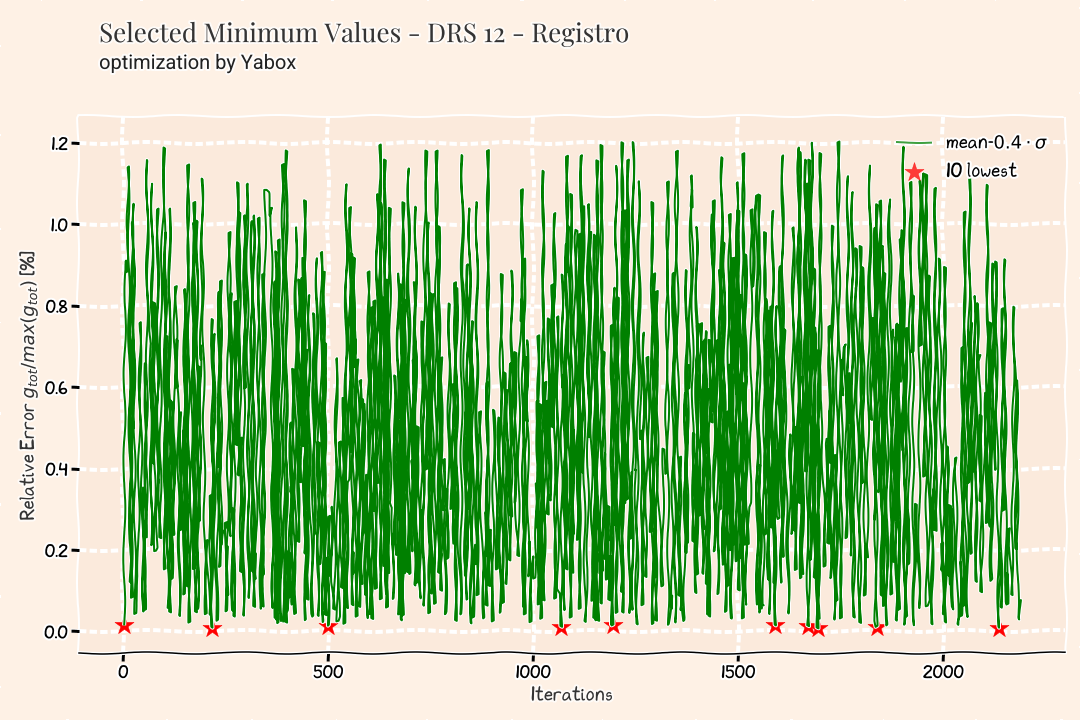 Selected Minimum Values - DRS 12 - Registro
optimization by Yabox
mean-0.4 · σ
10 lowest
Relative Error g_tot/max(g_tot) [%]
1.2
1.0
0.8
0.6
0.4
0.2
0.0
0 500 1000 1500 2000
Iterations